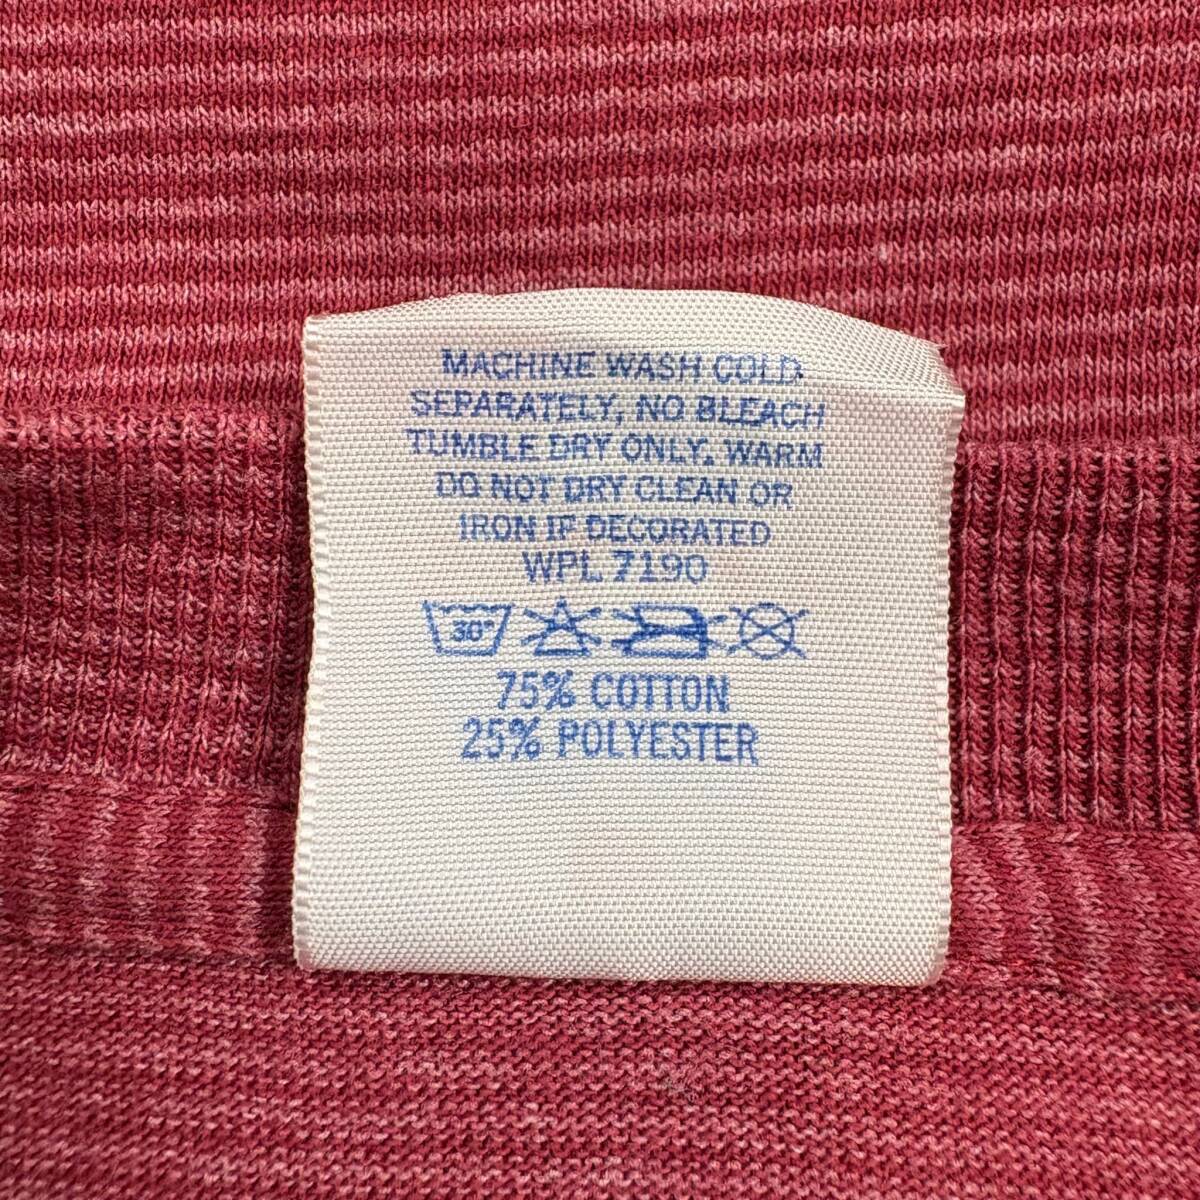 MACHINE WASH COLD
SEPARATELY, NO BLEACH
TUMBLE DRY ONLY. WARM
DO NOT DRY CLEAN OR
IRON IF DECORATED
WPL 7190
30°
75% COTTON
25% POLYESTER